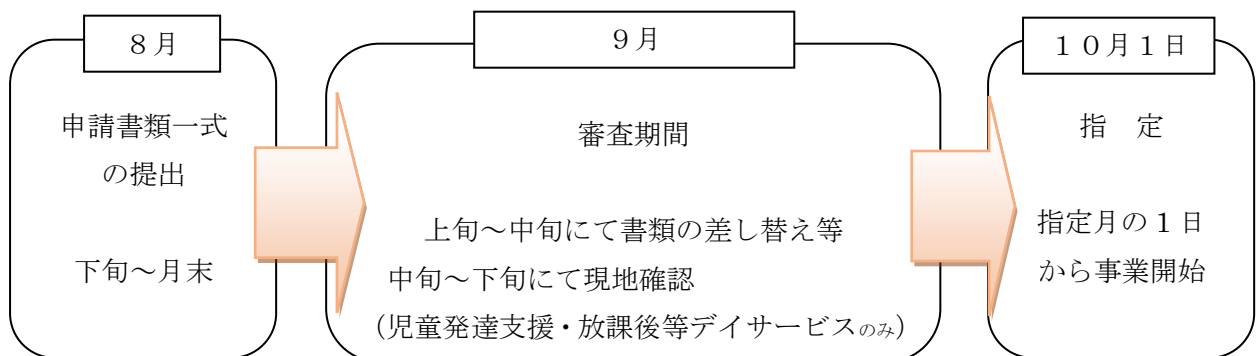 ８月
申請書類一式
の提出
下旬～月末
９月
審査期間
上旬～中旬にて書類の差し替え等
中旬～下旬にて現地確認
（児童発達支援・放課後等デイサービスのみ）
１０月１日
指　定
指定月の１日
から事業開始